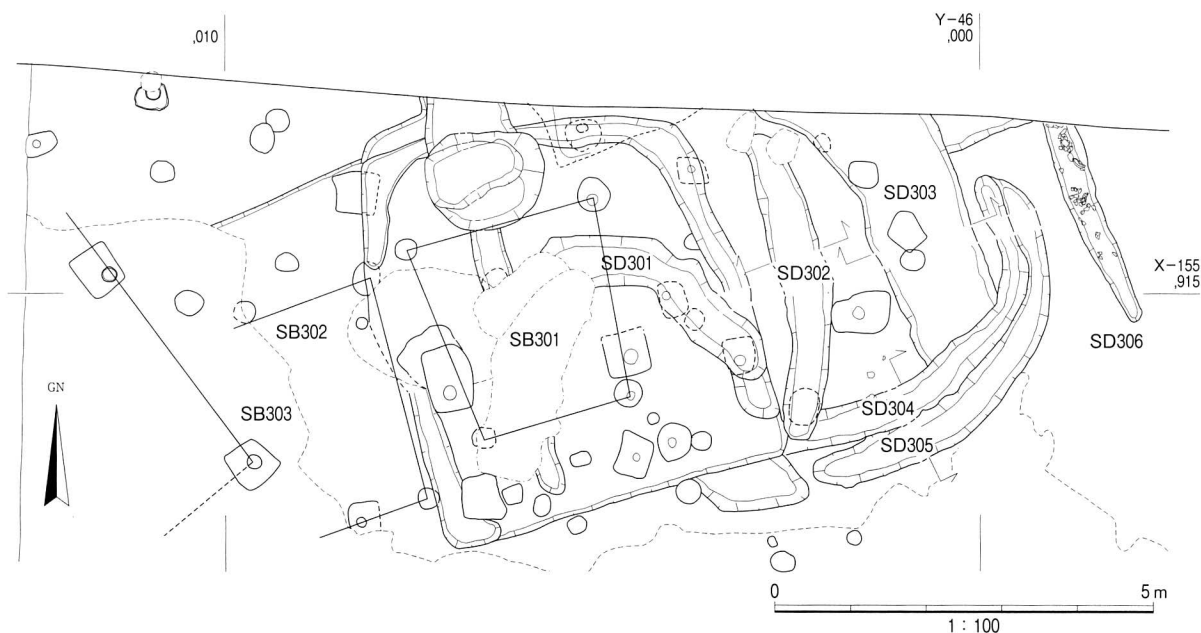 Y-46
,010
,000
SD303
SD301
SD302
X-155
,915
SB302
SB301
SD306
GN
SB303
SD304
SD305
0
5 m
1 : 100